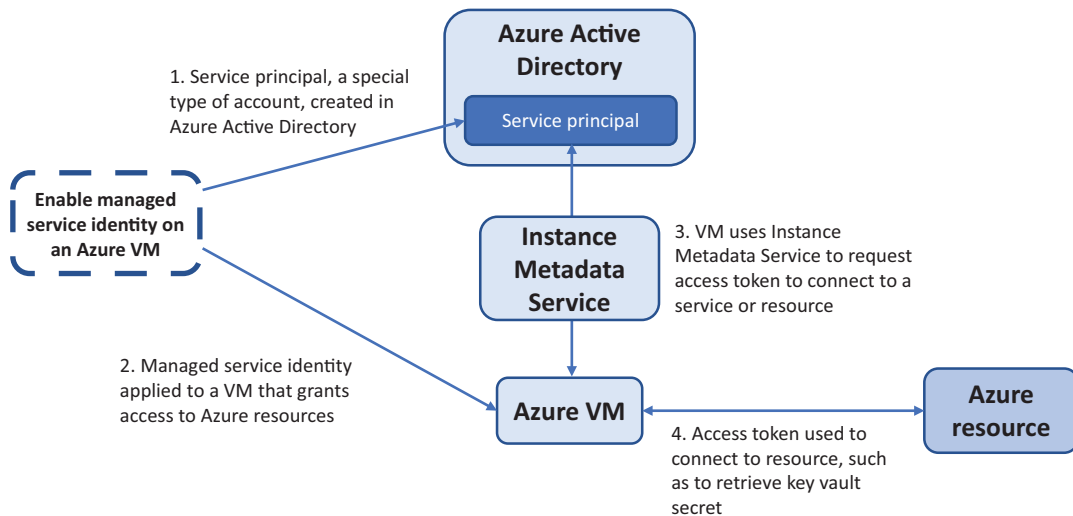 Azure Active
Directory
Service principal
1. Service principal, a special
type of account, created in
Azure Active Directory
Enable managed
service identity on
an Azure VM
Instance
Metadata
Service
3. VM uses Instance
Metadata Service to request
access token to connect to a
service or resource
2. Managed service identity
applied to a VM that grants
access to Azure resources
Azure VM
Azure
resource
4. Access token used to
connect to resource, such
as to retrieve key vault
secret